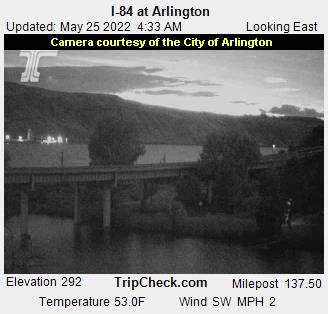 I-84 at Arlington
Updated: May 25 2022 4:33 AM Looking East
Camera courtesy of the City of Arlington
Elevation 292 TripCheck.com Milepost 137.50
Temperature 53.0F Wind SW MPH 2